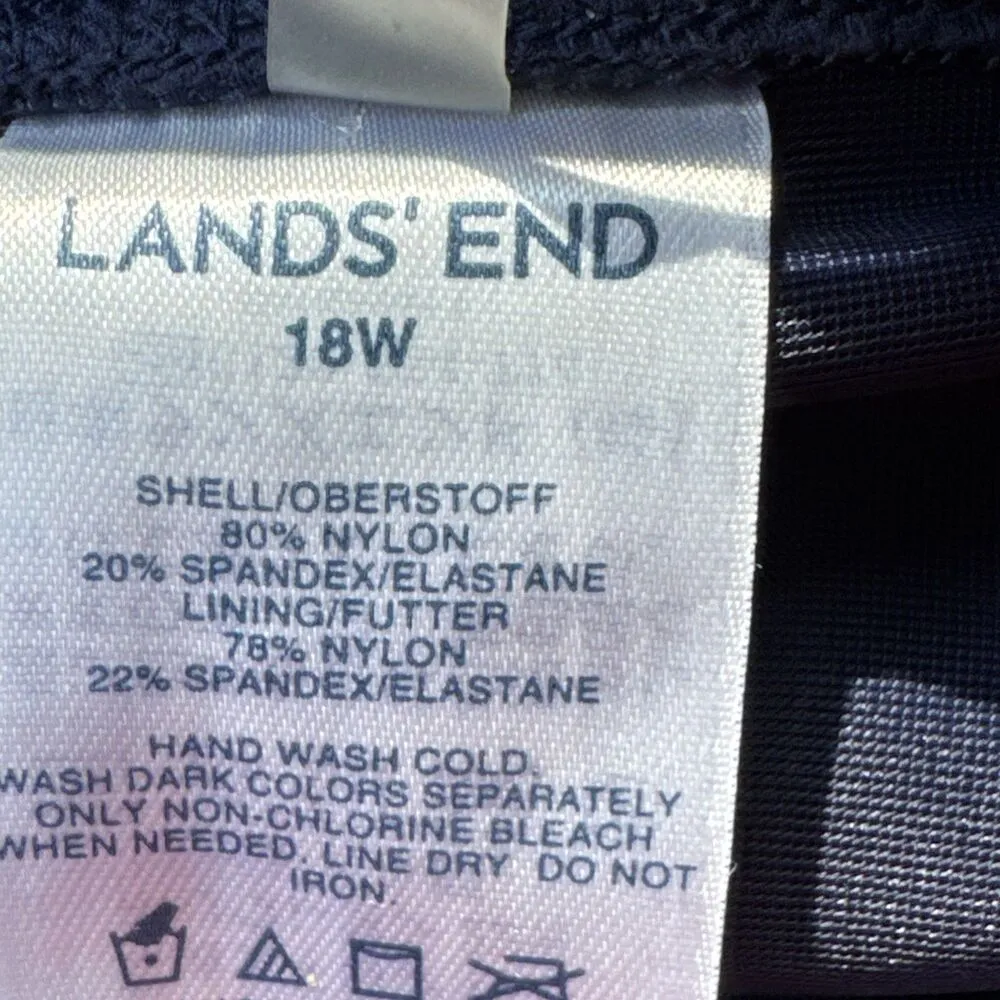 LANDS' END
18W
SHELL/OBERSTOFF
80% NYLON
20% SPANDEX/ELASTANE
LINING/FUTTER
78% NYLON
22% SPANDEX/ELASTANE
HAND WASH COLD.
WASH DARK COLORS SEPARATELY
ONLY NON-CHLORINE BLEACH
WHEN NEEDED. LINE DRY DO NOT
IRON.